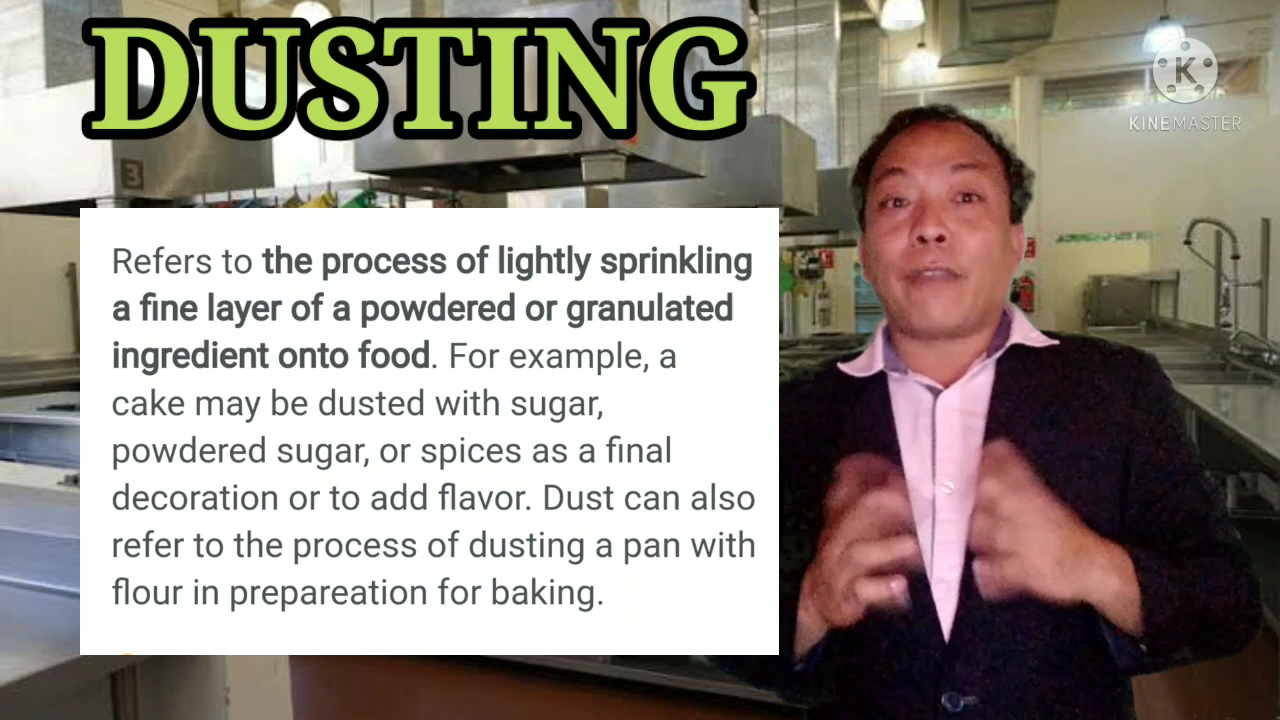 DUSTING
K
KINEMASTER
3
Refers to the process of lightly sprinkling
a fine layer of a powdered or granulated
ingredient onto food. For example, a
cake may be dusted with sugar,
powdered sugar, or spices as a final
decoration or to add flavor. Dust can also
refer to the process of dusting a pan with
flour in prepareation for baking.